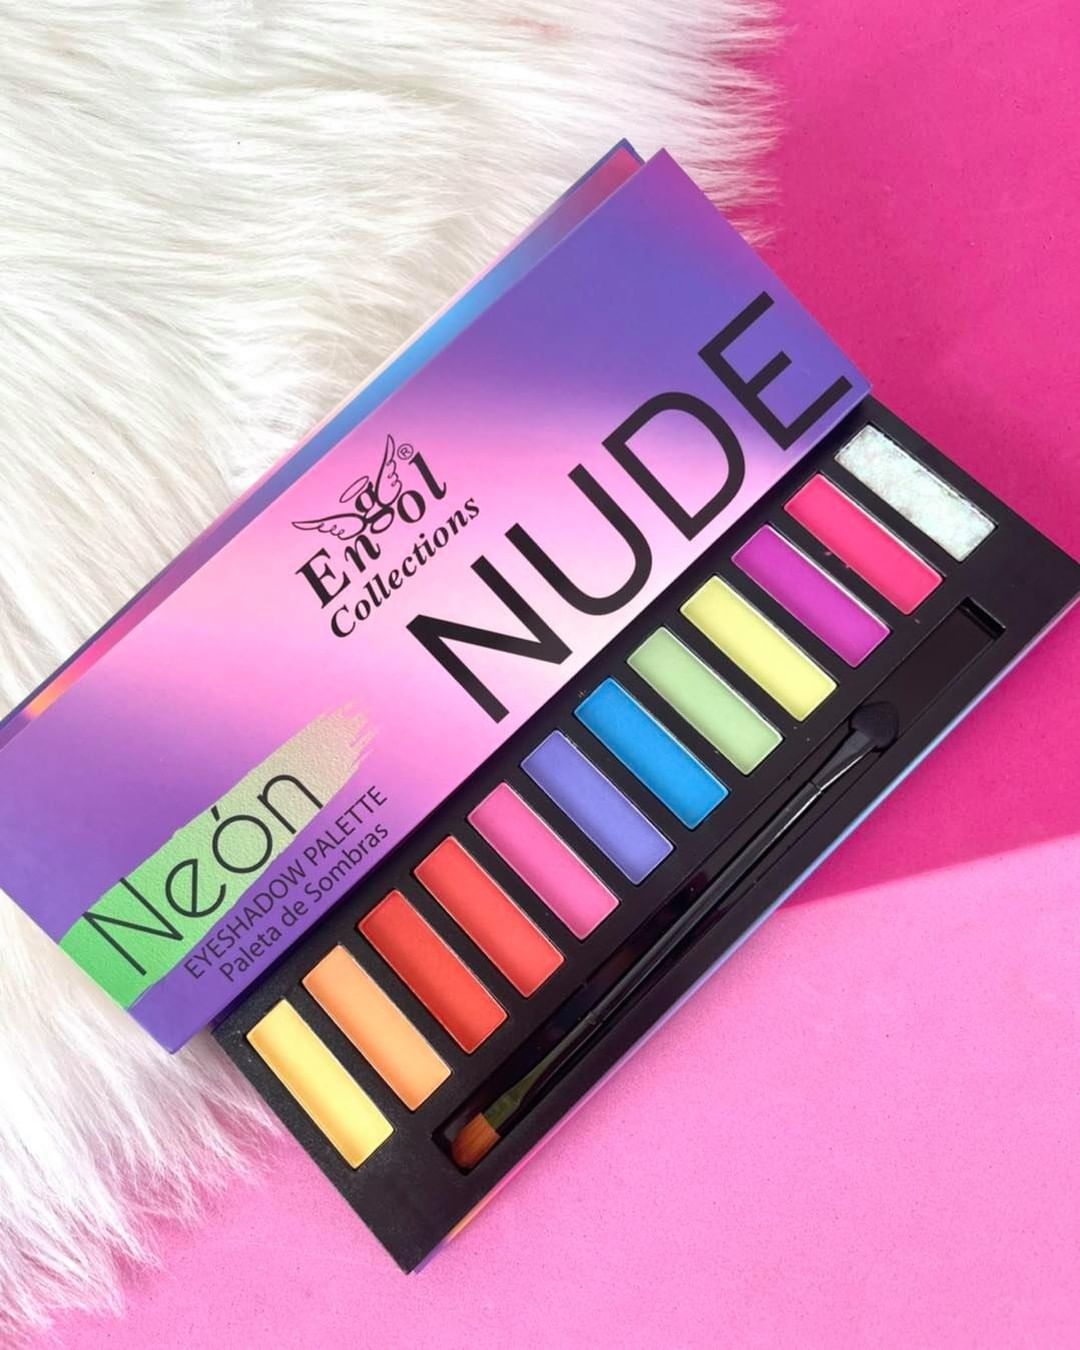 Engol®
Collections
NUDE
Neón
EYESHADOW PALETTE
Paleta de Sombras